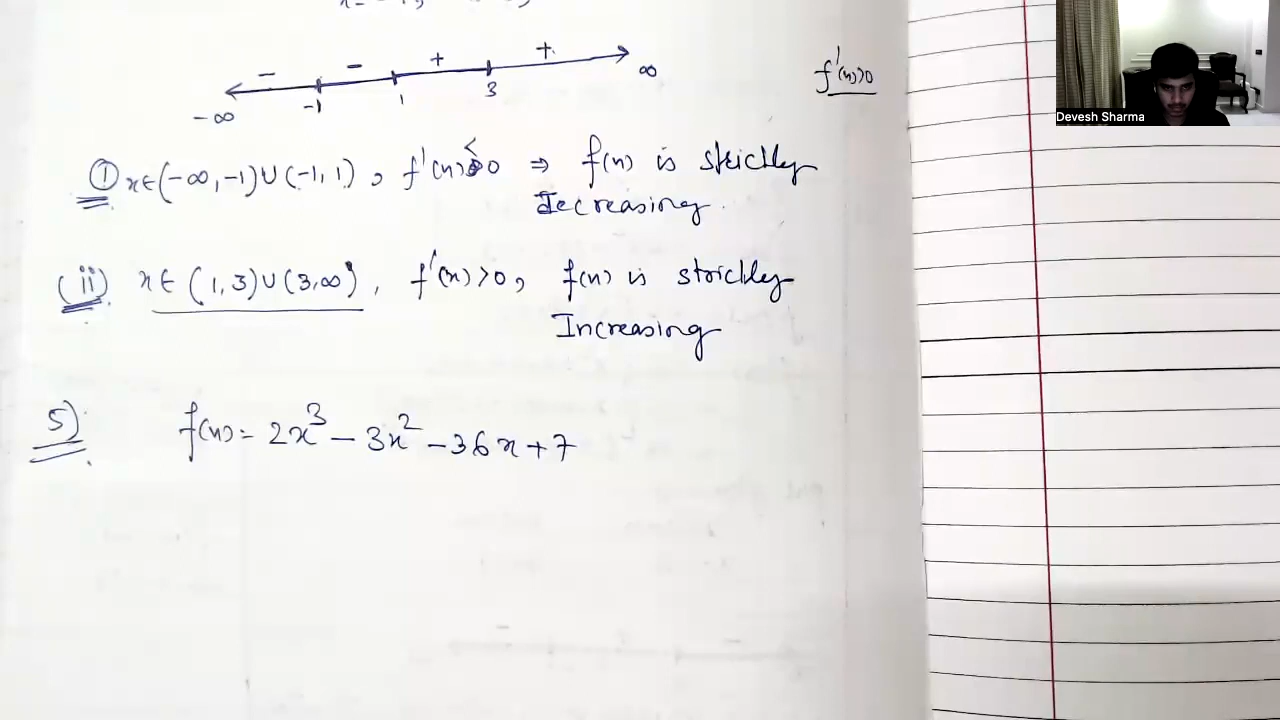 - - + +
-∞ -1 1 3 ∞
f'(x)>0
Devesh Sharma
① x∈(-∞,-1)∪(-1,1), f'(x)<0 ⇒ f(x) is strictly
Decreasing.
(ii) x∈(1,3)∪(3,∞), f'(x)>0, f(x) is strictly
Increasing
5) f(x)= 2x³ - 3x² - 36x + 7